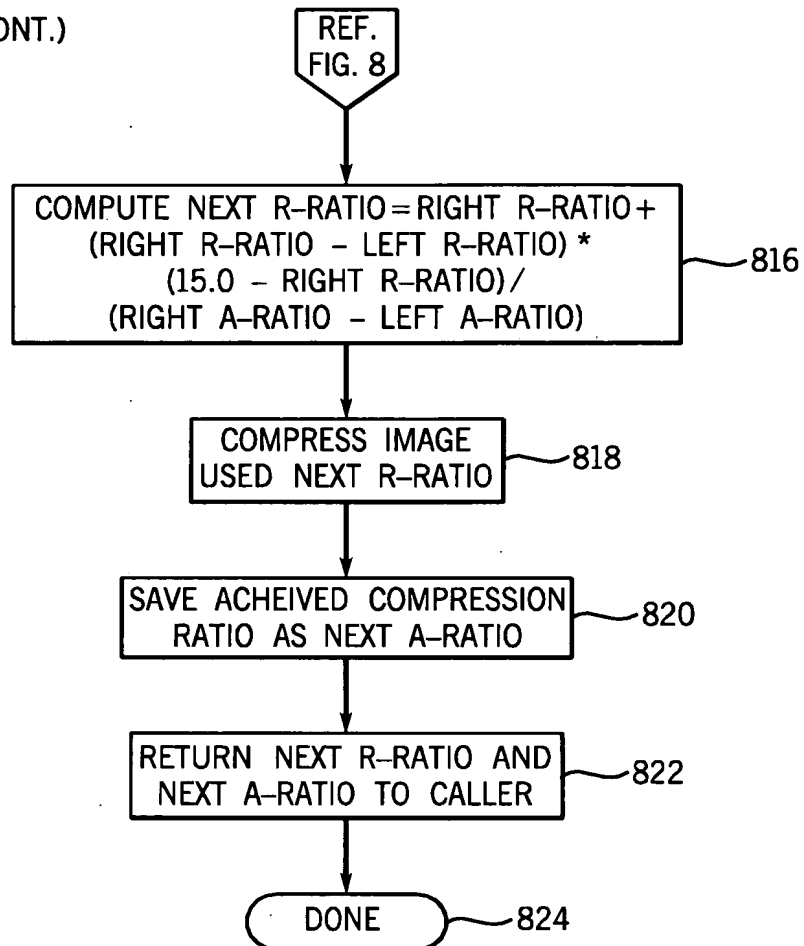 ONT.)
REF.
FIG. 8
COMPUTE NEXT R-RATIO=RIGHT R-RATIO+
(RIGHT R-RATIO - LEFT R-RATIO) *
(15.0 - RIGHT R-RATIO) /
(RIGHT A-RATIO - LEFT A-RATIO)
816
COMPRESS IMAGE
USED NEXT R-RATIO
818
SAVE ACHEIVED COMPRESSION
RATIO AS NEXT A-RATIO
820
RETURN NEXT R-RATIO AND
NEXT A-RATIO TO CALLER
822
DONE
824